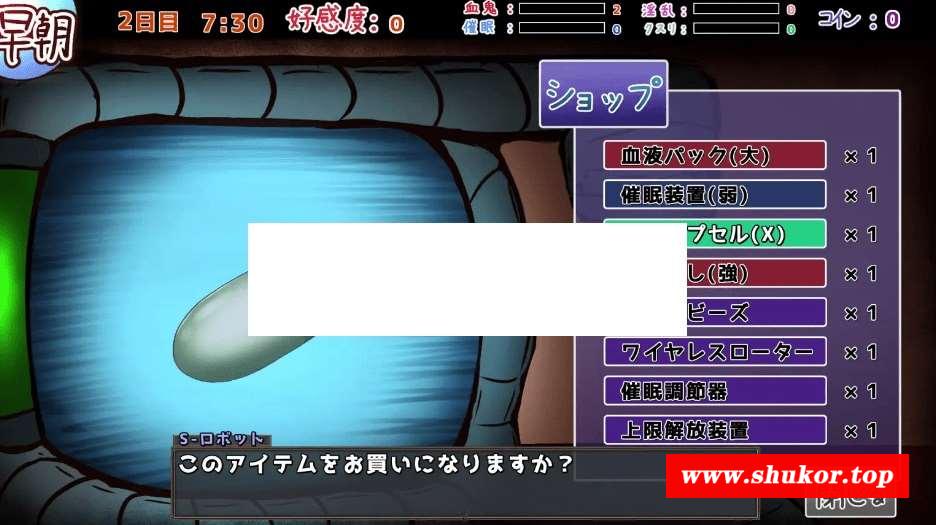 早朝
2日目 7:30 好感度: 0
血鬼: 2 淫乱: 0
催眠: 0 クスリ: 0
コイン: 0
ショップ
血液パック(大) × 1
催眠装置(弱) × 1
プセル(X) × 1
し(強) × 1
ビーズ × 1
ワイヤレスローター × 1
催眠調節器 × 1
上限解放装置 × 1
S-ロボット
このアイテムをお買いになりますか?
www.shukor.top